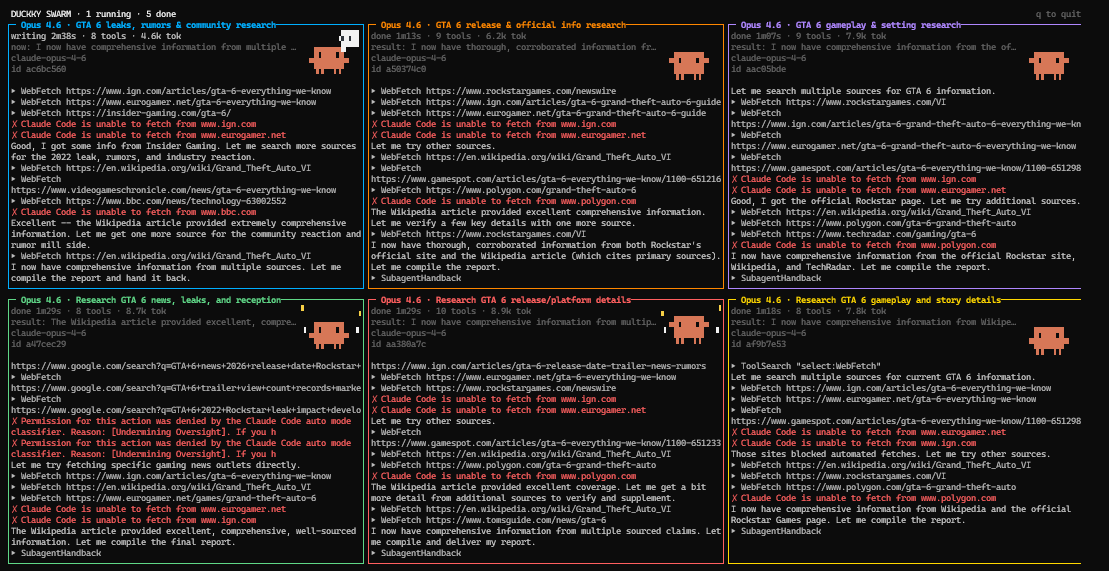 DUCKKY SWARM · 1 running · 5 done
q to quit
Opus 4.6 · GTA 6 leaks, rumors & community research
writing 2m38s · 8 tools · 4.6k tok
now: I now have comprehensive information from multiple …
claude-opus-4-6
id ac6bc560
▸ WebFetch https://www.ign.com/articles/gta-6-everything-we-know
▸ WebFetch https://www.eurogamer.net/gta-6-everything-we-know
▸ WebFetch https://insider-gaming.com/gta-6/
✗ Claude Code is unable to fetch from www.ign.com
✗ Claude Code is unable to fetch from www.eurogamer.net
Good, I got some info from Insider Gaming. Let me search more sources
for the 2022 leak, rumors, and industry reaction.
▸ WebFetch https://en.wikipedia.org/wiki/Grand_Theft_Auto_VI
▸ WebFetch
https://www.videogameschronicle.com/news/gta-6-everything-we-know
▸ WebFetch https://www.bbc.com/news/technology-63002552
✗ Claude Code is unable to fetch from www.bbc.com
Excellent -- the Wikipedia article provided extremely comprehensive
information. Let me get one more source for the community reaction and
rumor mill side.
▸ WebFetch https://en.wikipedia.org/wiki/Grand_Theft_Auto_VI
I now have comprehensive information from multiple sources. Let me
compile the report and hand it back.
Opus 4.6 · GTA 6 release & official info research
done 1m13s · 9 tools · 6.2k tok
result: I now have thorough, corroborated information fr…
claude-opus-4-6
id a50374c0
▸ WebFetch https://www.rockstargames.com/newswire
▸ WebFetch https://www.ign.com/articles/gta-6-grand-theft-auto-6-guide
▸ WebFetch https://www.eurogamer.net/gta-6-grand-theft-auto-6-guide
✗ Claude Code is unable to fetch from www.ign.com
✗ Claude Code is unable to fetch from www.eurogamer.net
Let me try other sources.
▸ WebFetch https://en.wikipedia.org/wiki/Grand_Theft_Auto_VI
▸ WebFetch
https://www.gamespot.com/articles/gta-6-everything-we-know/1100-651216
▸ WebFetch https://www.polygon.com/grand-theft-auto-6
✗ Claude Code is unable to fetch from www.polygon.com
The Wikipedia article provided excellent comprehensive information.
Let me verify a few key details with one more source.
▸ WebFetch https://www.rockstargames.com/VI
I now have thorough, corroborated information from both Rockstar's
official site and the Wikipedia article (which cites primary sources).
Let me compile the report.
▸ SubagentHandback
Opus 4.6 · GTA 6 gameplay & setting research
done 1m07s · 9 tools · 7.9k tok
result: I now have comprehensive information from the of…
claude-opus-4-6
id aac05bde
Let me search multiple sources for GTA 6 information.
▸ WebFetch https://www.rockstargames.com/VI
▸ WebFetch
https://www.ign.com/articles/gta-6-grand-theft-auto-6-everything-we-kn
▸ WebFetch
https://www.eurogamer.net/gta-6-grand-theft-auto-6-everything-we-know
▸ WebFetch
https://www.gamespot.com/articles/gta-6-everything-we-know/1100-651298
✗ Claude Code is unable to fetch from www.ign.com
✗ Claude Code is unable to fetch from www.eurogamer.net
Good, I got the official Rockstar page. Let me try additional sources.
▸ WebFetch https://en.wikipedia.org/wiki/Grand_Theft_Auto_VI
▸ WebFetch https://www.polygon.com/gta-6
▸ WebFetch https://www.techradar.com/gaming/gta-6
✗ Claude Code is unable to fetch from www.polygon.com
I now have comprehensive information from the official Rockstar site,
Wikipedia, and TechRadar. Let me compile the report.
▸ SubagentHandback
Opus 4.6 · Research GTA 6 news, leaks, and reception
done 1m29s · 8 tools · 8.7k tok
result: The Wikipedia article provided excellent, compre…
claude-opus-4-6
id a47cec29
https://www.google.com/search?q=GTA+6+news+2026+release+date+Rockstar+
▸ WebFetch
https://www.google.com/search?q=GTA+6+trailer+view+count+records+marke
▸ WebFetch
https://www.google.com/search?q=GTA+6+2022+Rockstar+leak+impact+develo
✗ Permission for this action was denied by the Claude Code auto mode
classifier. Reason: [Undermining Oversight]. If you h
✗ Permission for this action was denied by the Claude Code auto mode
classifier. Reason: [Undermining Oversight]. If you h
Let me try fetching specific gaming news outlets directly.
▸ WebFetch https://www.ign.com/articles/gta-6-everything-we-know
▸ WebFetch https://en.wikipedia.org/wiki/Grand_Theft_Auto_VI
▸ WebFetch https://www.eurogamer.net/games/grand-theft-auto-6
✗ Claude Code is unable to fetch from www.eurogamer.net
✗ Claude Code is unable to fetch from www.ign.com
The Wikipedia article provided excellent, comprehensive, well-sourced
information. Let me compile the final report.
▸ SubagentHandback
Opus 4.6 · Research GTA 6 release/platform details
done 1m29s · 10 tools · 8.9k tok
result: I now have comprehensive information from multip…
claude-opus-4-6
id aa380a7c
https://www.ign.com/articles/gta-6-release-date-trailer-news-rumors
▸ WebFetch https://www.eurogamer.net/gta-6-everything-we-know
▸ WebFetch https://www.rockstargames.com/newswire
✗ Claude Code is unable to fetch from www.ign.com
✗ Claude Code is unable to fetch from www.eurogamer.net
Let me try other sources.
▸ WebFetch
https://www.gamespot.com/articles/gta-6-everything-we-know/1100-651233
▸ WebFetch https://en.wikipedia.org/wiki/Grand_Theft_Auto_VI
▸ WebFetch https://www.polygon.com/grand-theft-auto
✗ Claude Code is unable to fetch from www.polygon.com
The Wikipedia article provided excellent coverage. Let me get a bit
more detail from additional sources to verify and supplement.
▸ WebFetch https://www.rockstargames.com/VI
▸ WebFetch https://en.wikipedia.org/wiki/Grand_Theft_Auto_VI
▸ WebFetch https://www.tomsguide.com/news/gta-6
I now have comprehensive information from multiple sourced claims. Let
me compile and deliver my report.
▸ SubagentHandback
Opus 4.6 · Research GTA 6 gameplay and story details
done 1m18s · 8 tools · 7.8k tok
result: I now have comprehensive information from Wikipe…
claude-opus-4-6
id af9b7e53
▸ ToolSearch "select:WebFetch"
Let me search multiple sources for current GTA 6 information.
▸ WebFetch https://www.ign.com/articles/gta-6-everything-we-know
▸ WebFetch https://www.eurogamer.net/gta-6-everything-we-know
▸ WebFetch
https://www.gamespot.com/articles/gta-6-everything-we-know/1100-651298
✗ Claude Code is unable to fetch from www.eurogamer.net
✗ Claude Code is unable to fetch from www.ign.com
Those sites blocked automated fetches. Let me try other sources.
▸ WebFetch https://en.wikipedia.org/wiki/Grand_Theft_Auto_VI
▸ WebFetch https://www.rockstargames.com/VI
▸ WebFetch https://www.polygon.com/grand-theft-auto-6
✗ Claude Code is unable to fetch from www.polygon.com
I now have comprehensive information from Wikipedia and the official
Rockstar Games page. Let me compile the report.
▸ SubagentHandback